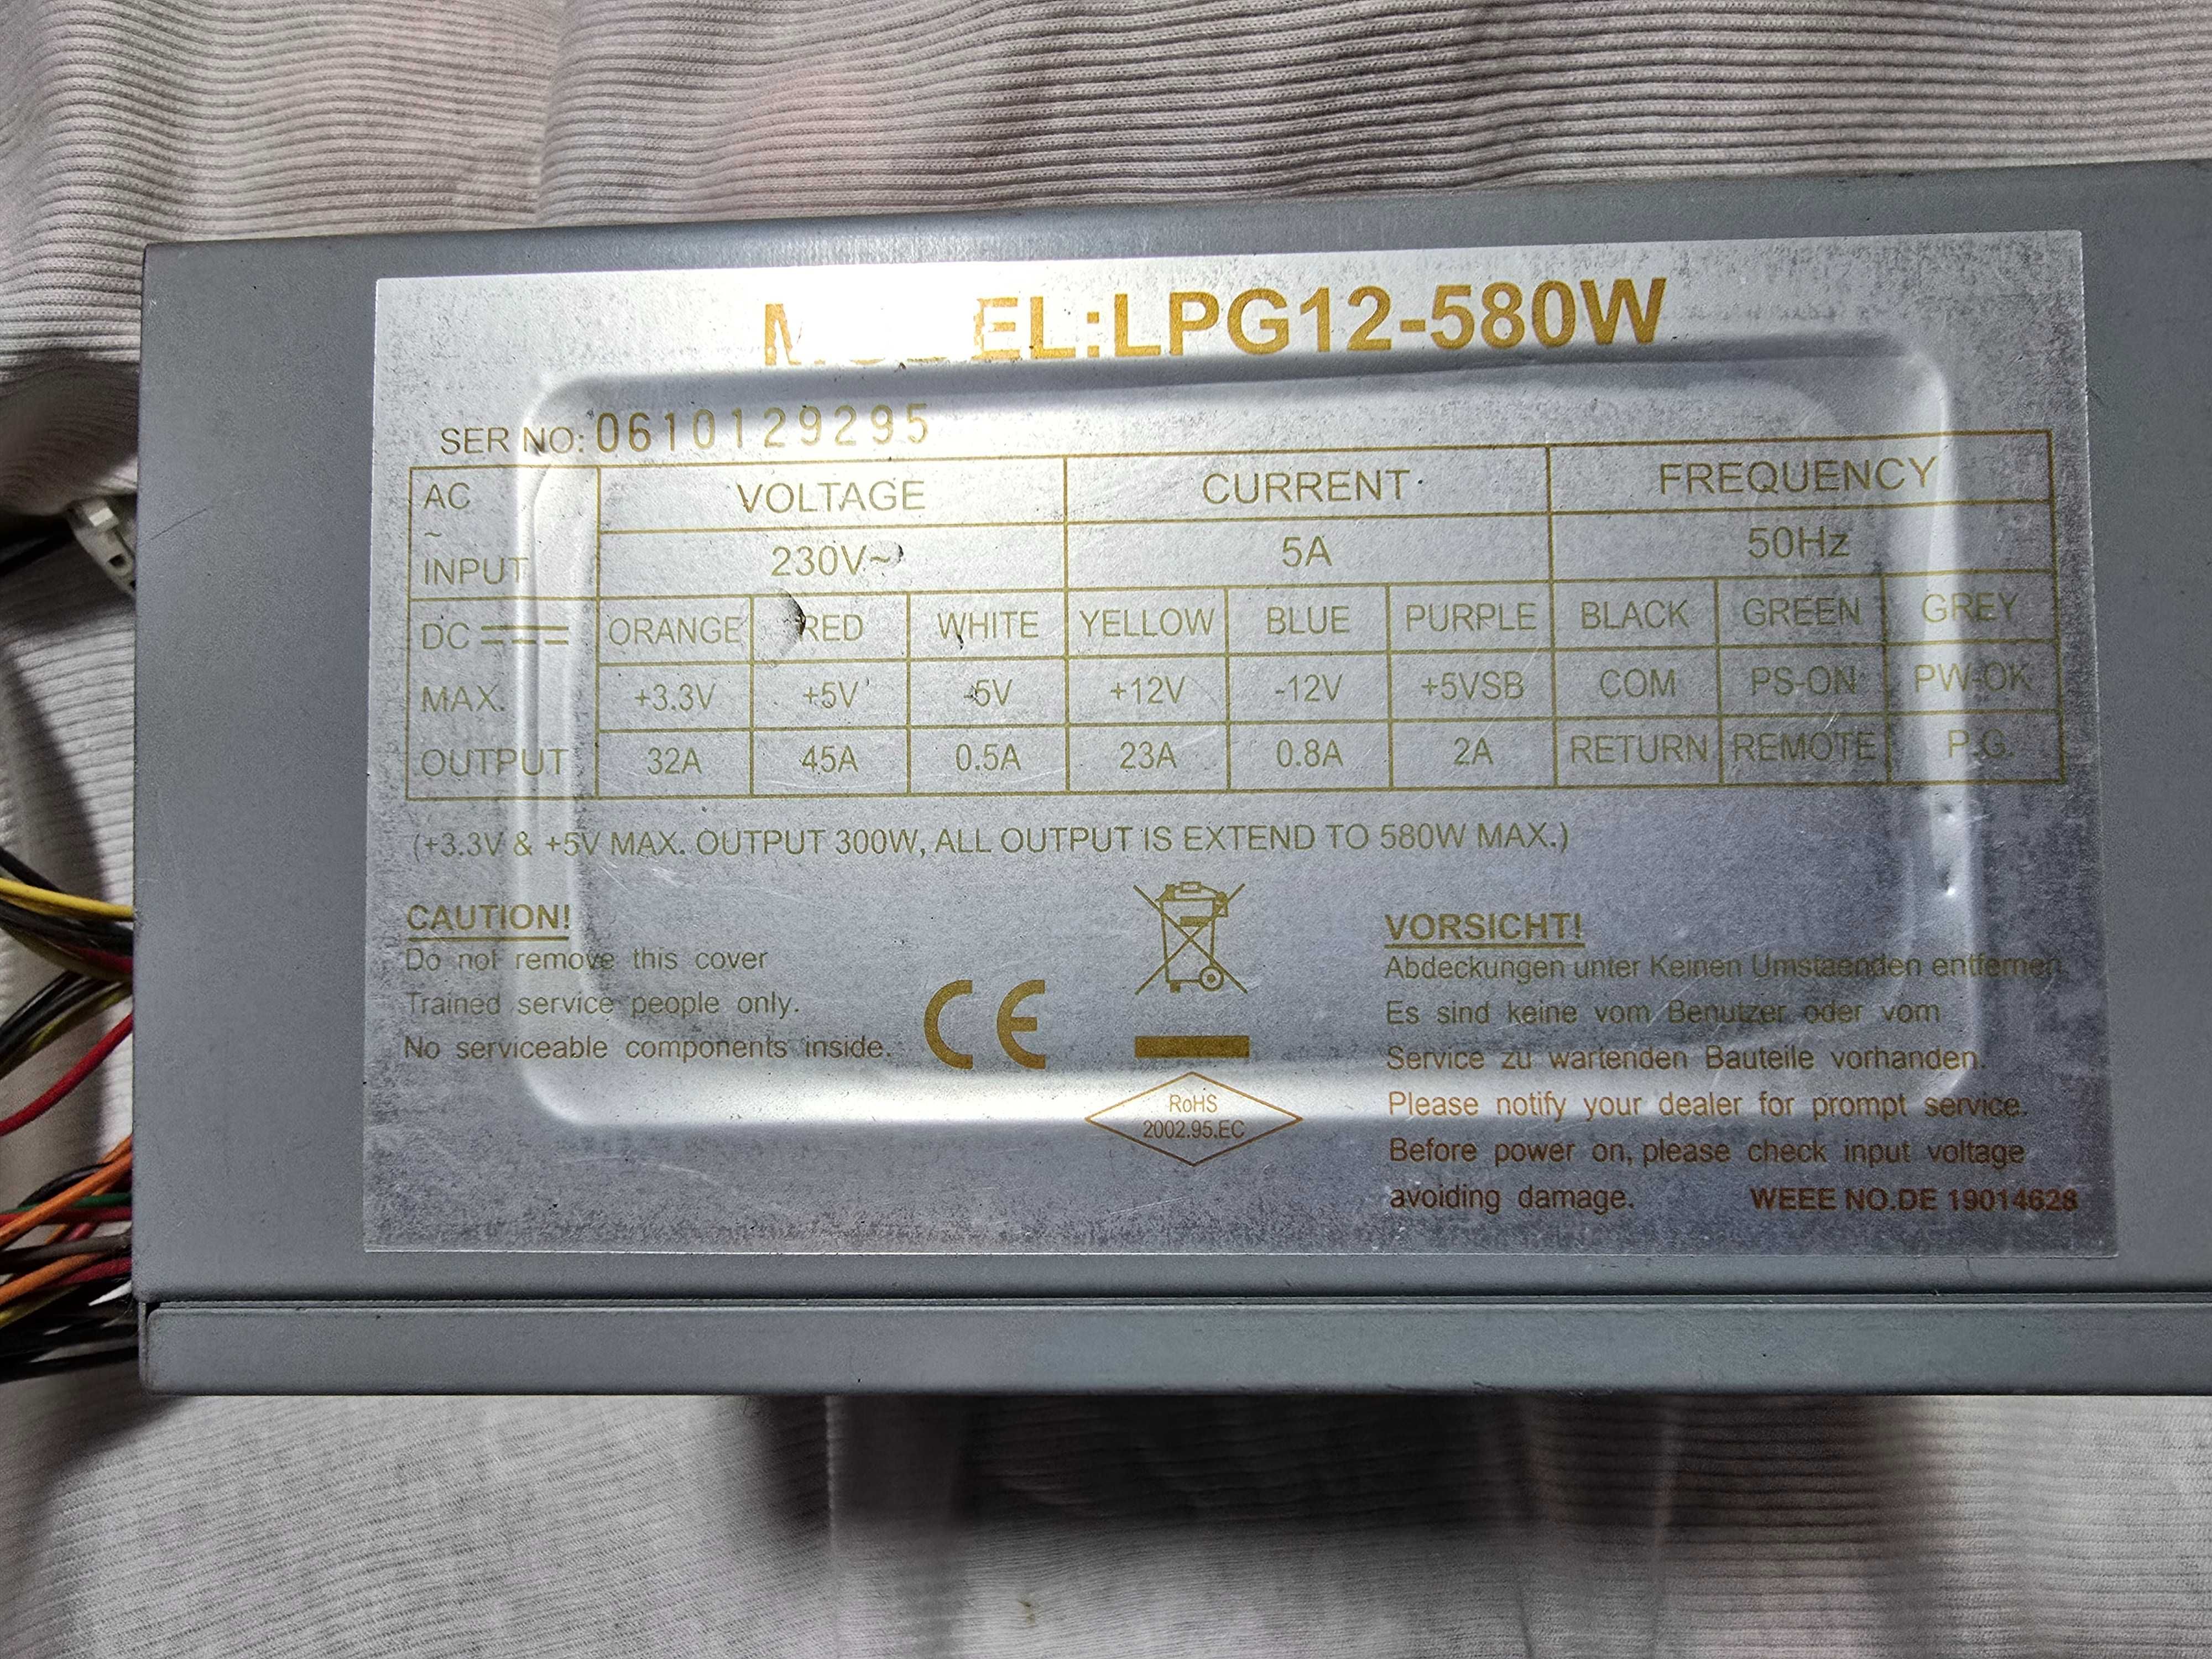 MODEL:LPG12-580W
SER NO: 0610129295
AC ~ INPUT VOLTAGE CURRENT FREQUENCY
230V~ 5A 50Hz
DC ORANGE RED WHITE YELLOW BLUE PURPLE BLACK GREEN GREY
MAX. +3.3V +5V -5V +12V -12V +5VSB COM PS-ON PW-OK
OUTPUT 32A 45A 0.5A 23A 0.8A 2A RETURN REMOTE P.G.
(+3.3V & +5V MAX. OUTPUT 300W, ALL OUTPUT IS EXTEND TO 580W MAX.)
CAUTION!
Do not remove this cover
Trained service people only.
No serviceable components inside.
CE
RoHS
2002.95.EC
VORSICHT!
Abdeckungen unter Keinen Umstaenden entfernen
Es sind keine vom Benutzer oder vom
Service zu wartenden Bauteile vorhanden.
Please notify your dealer for prompt service.
Before power on, please check input voltage
avoiding damage. WEEE NO.DE 19014628